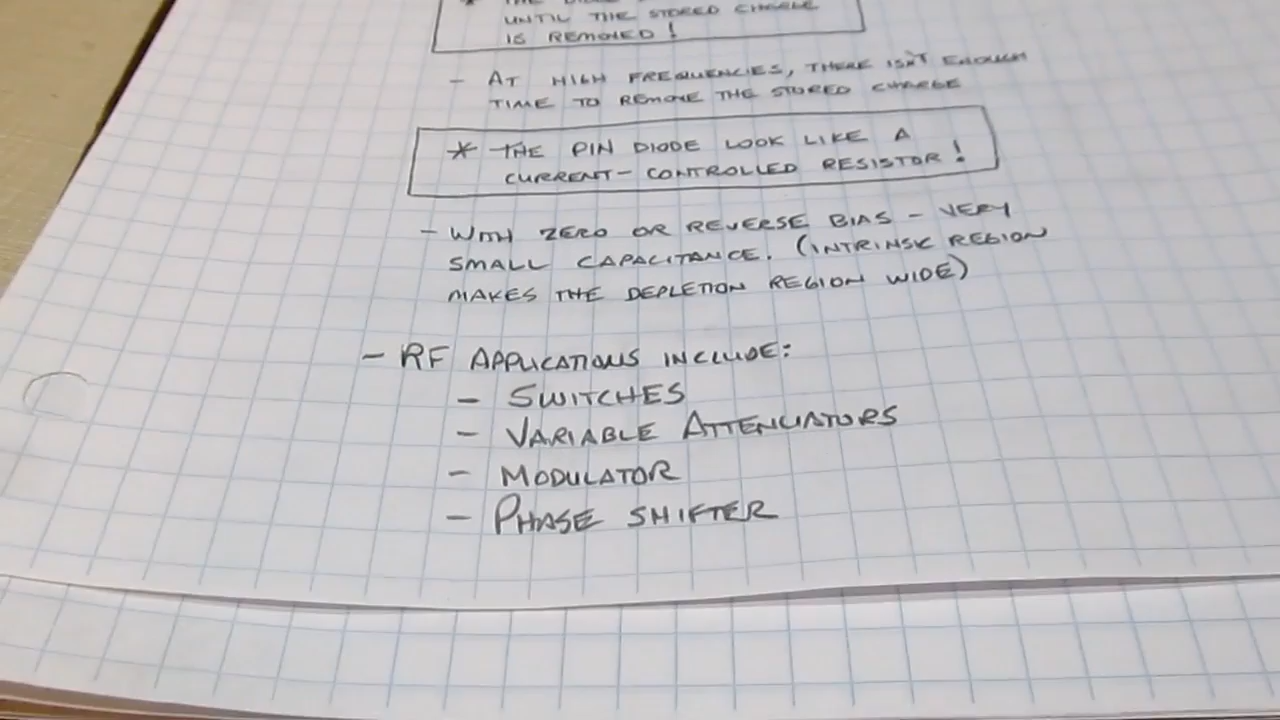 UNTIL THE STORED CHARGE
IS REMOVED!
- AT HIGH FREQUENCIES, THERE ISN'T ENOUGH
TIME TO REMOVE THE STORED CHARGE
* THE PIN DIODE LOOK LIKE A
CURRENT-CONTROLLED RESISTOR!
- WITH ZERO OR REVERSE BIAS - VERY
SMALL CAPACITANCE. (INTRINSIC REGION
MAKES THE DEPLETION REGION WIDE)
- RF APPLICATIONS INCLUDE:
- SWITCHES
- VARIABLE ATTENUATORS
- MODULATOR
- PHASE SHIFTER